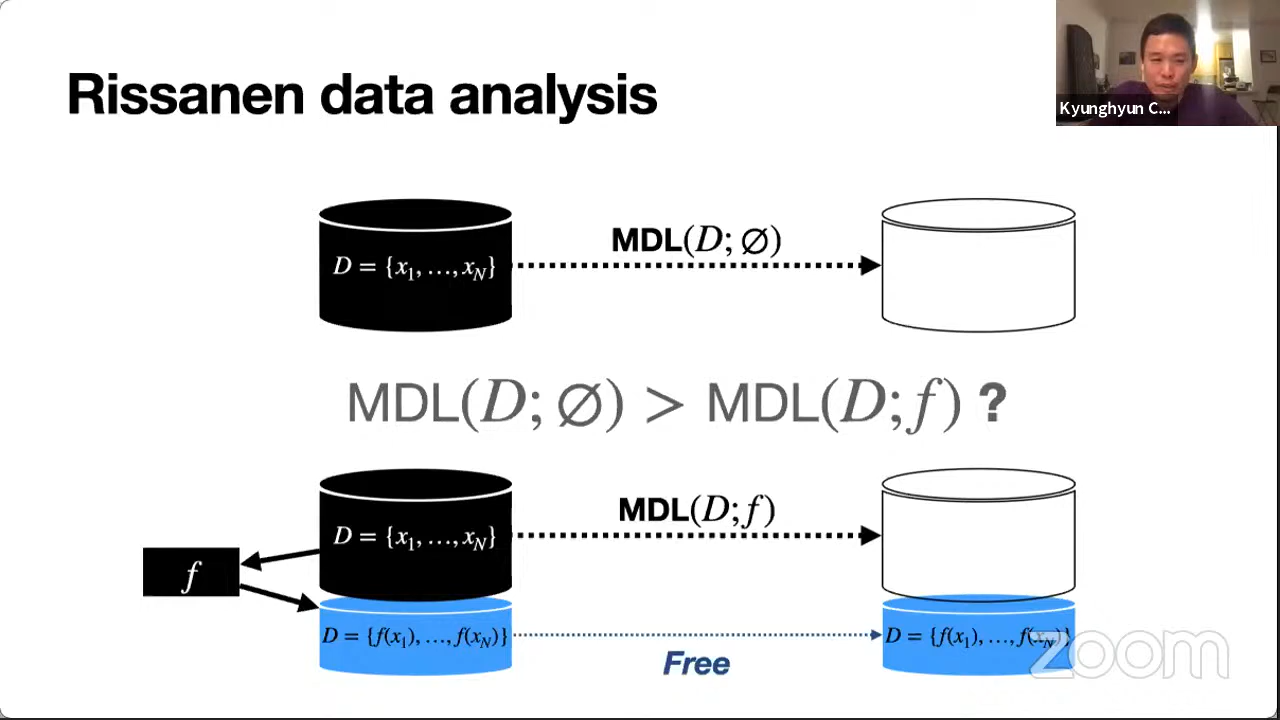 Kyunghyun C...
Rissanen data analysis
MDL(D; ∅)
D = {x₁, …, x_N}
MDL(D; ∅) > MDL(D; f) ?
MDL(D; f)
D = {x₁, …, x_N}
f
D = {f(x₁), …, f(x_N)}
D = {f(x₁), …, f(x_N)}
Free
zoom